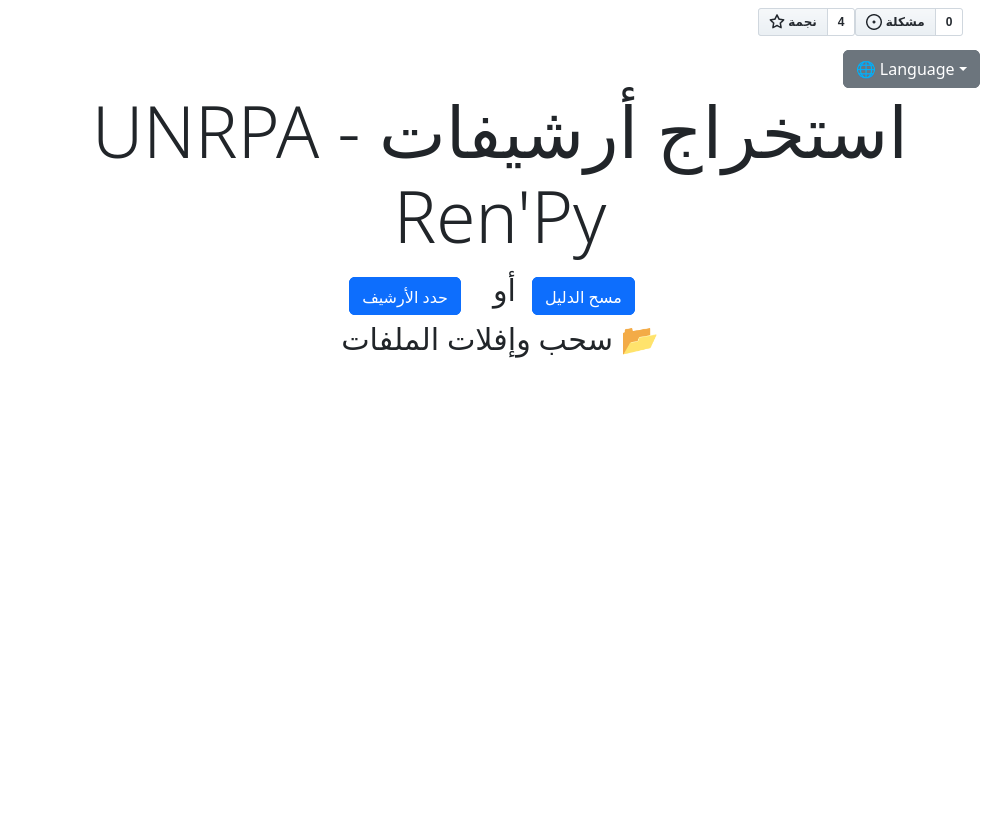 نجمة 4 مشكلة 0
🌐 Language
استخراج أرشيفات UNRPA -
Ren'Py
مسح الدليل أو حدد الأرشيف
📂 سحب وإفلات الملفات